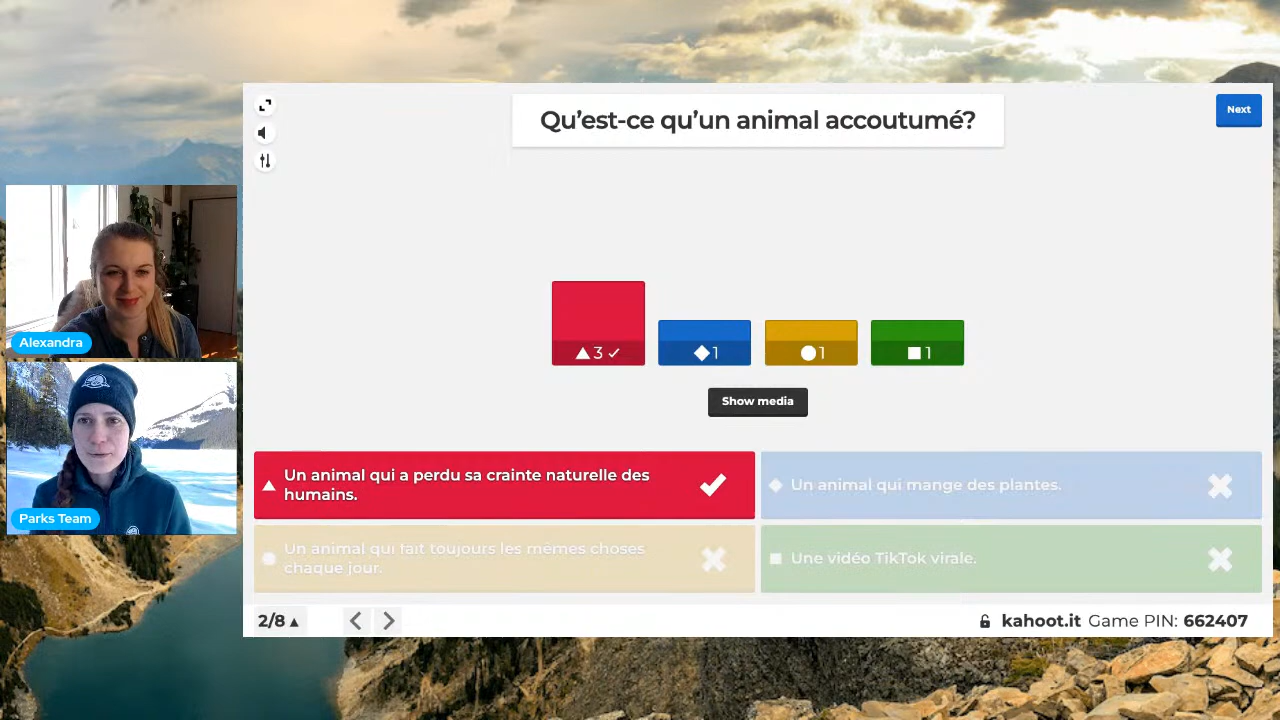 Qu’est-ce qu’un animal accoutumé?
Next
Alexandra
Parks Team
3
1
1
1
Show media
Un animal qui a perdu sa crainte naturelle des
humains.
Un animal qui mange des plantes.
Un animal qui fait toujours les mêmes choses
chaque jour.
Une vidéo TikTok virale.
2/8
kahoot.it Game PIN: 662407